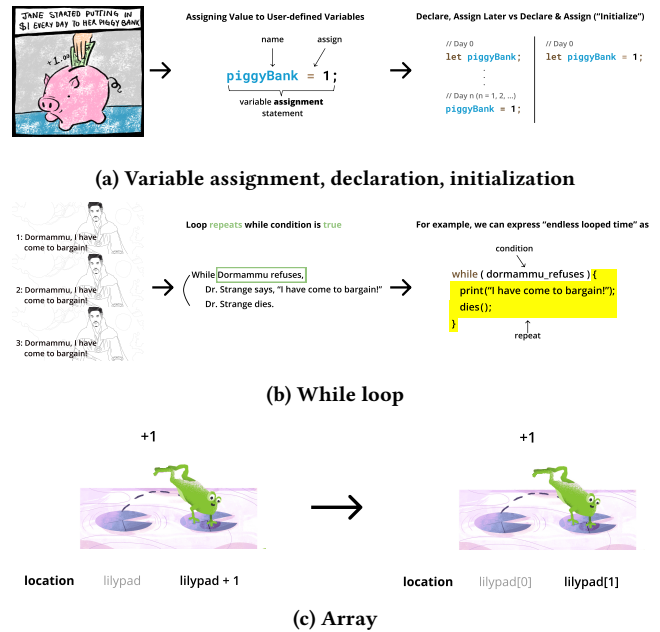 JANE STARTED PUTTING IN
$1 EVERY DAY TO HER PIGGY BANK
+1.00
Assigning Value to User-defined Variables
name
assign
piggyBank = 1;
variable assignment
statement
Declare, Assign Later vs Declare & Assign ("Initialize")
// Day 0
let piggyBank;
.
.
.
// Day n (n = 1, 2, ...)
piggyBank = 1;
// Day 0
let piggyBank = 1;
(a) Variable assignment, declaration, initialization
1: Dormammu, I have
come to bargain!
2: Dormammu, I have
come to bargain!
3: Dormammu, I have
come to bargain!
Loop repeats while condition is true
While Dormammu refuses,
Dr. Strange says, "I have come to bargain!"
Dr. Strange dies.
For example, we can express "endless looped time" as
condition
while ( dormammu_refuses ) {
print("I have come to bargain!");
dies();
}
repeat
(b) While loop
+1
location lilypad lilypad + 1
+1
location lilypad[0] lilypad[1]
(c) Array